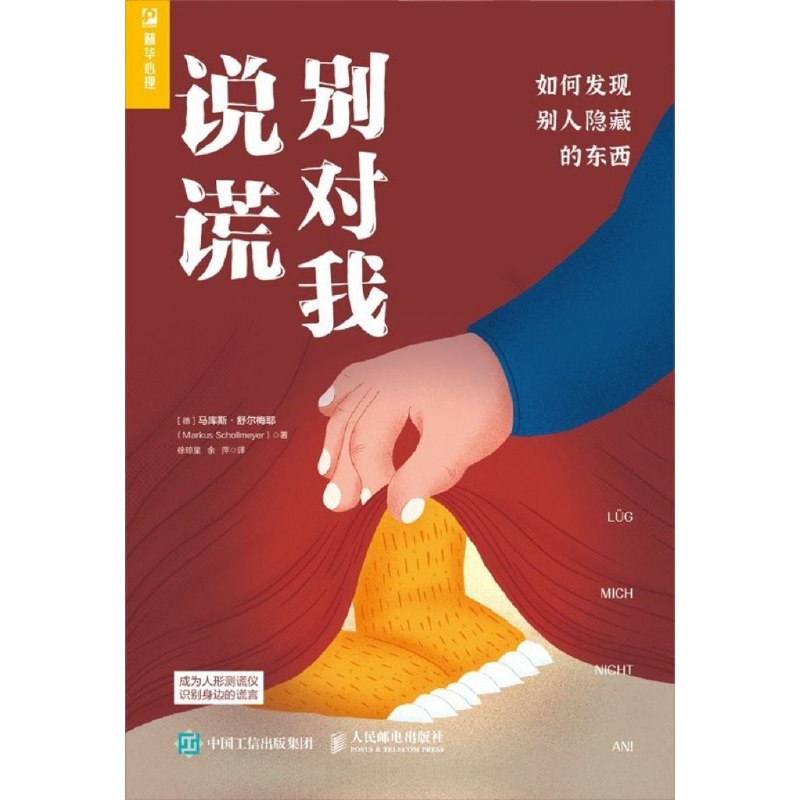 普华心理
别对我
说谎
如何发现
别人隐藏
的东西
[德]马库斯·舒尔梅耶
(Markus Schollmeyer)著
徐琼星 余 萍 译
LÜG
MICH
NICHT
AN!
成为人形测谎仪
识别身边的谎言
中国工信出版集团
人民邮电出版社
POSTS & TELECOM PRESS